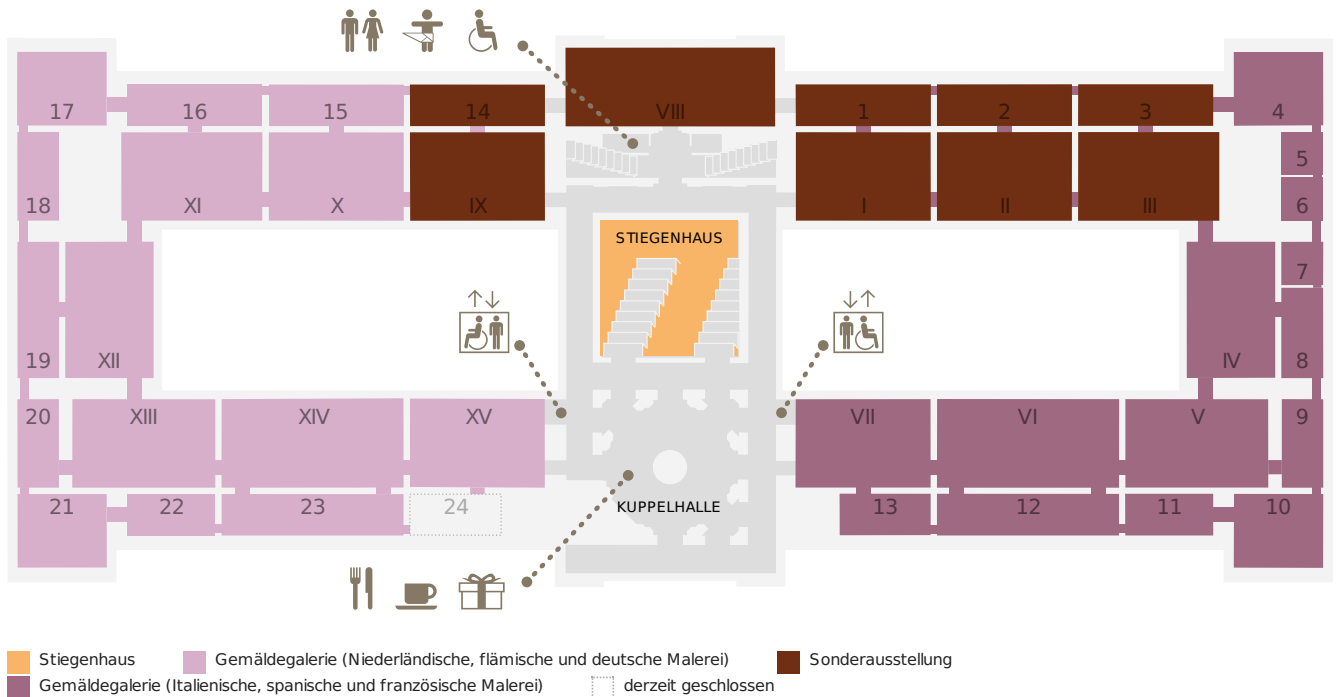 17 16 15 14 VIII 1 2 3 4
5
18 XI X IX I II III 6
STIEGENHAUS
7
19 XII IV 8
20 XIII XIV XV VII VI V 9
21 22 23 24 KUPPELHALLE 13 12 11 10
Stiegenhaus Gemäldegalerie (Niederländische, flämische und deutsche Malerei) Sonderausstellung
Gemäldegalerie (Italienische, spanische und französische Malerei) derzeit geschlossen